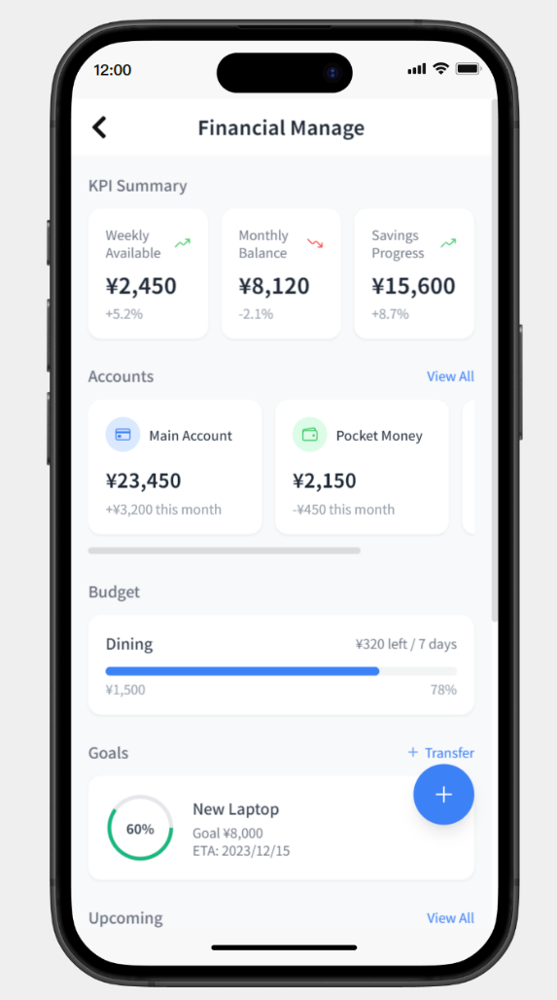 12:00
Financial Manage
KPI Summary
Weekly
Available
¥2,450
+5.2%
Monthly
Balance
¥8,120
-2.1%
Savings
Progress
¥15,600
+8.7%
Accounts
View All
Main Account
¥23,450
+¥3,200 this month
Pocket Money
¥2,150
-¥450 this month
Budget
Dining
¥320 left / 7 days
¥1,500
78%
Goals
+ Transfer
60%
New Laptop
Goal ¥8,000
ETA: 2023/12/15
+
Upcoming
View All